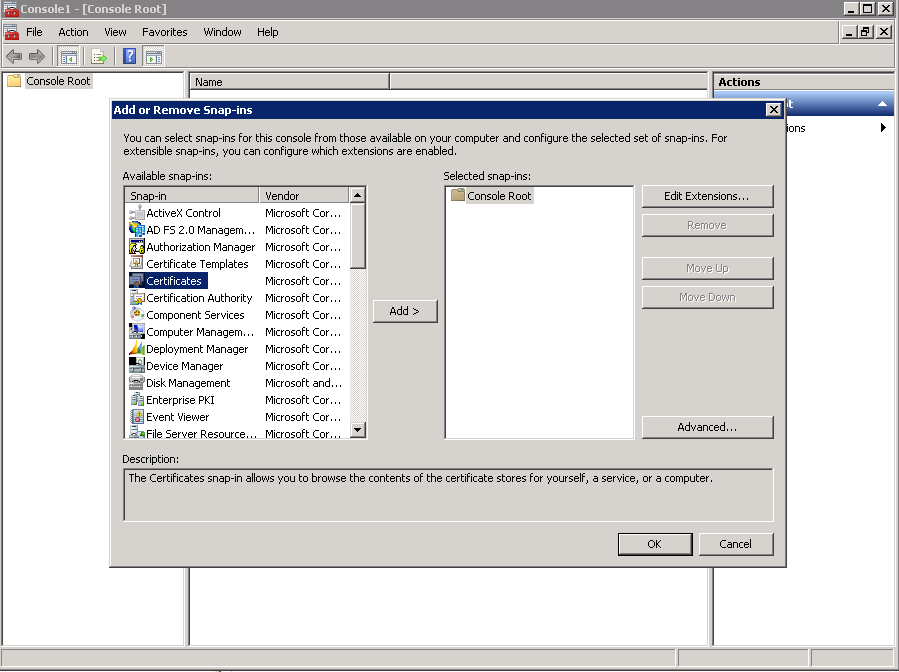 Console1 - [Console Root]
File Action View Favorites Window Help
Console Root
Name
Actions
Add or Remove Snap-ins
You can select snap-ins for this console from those available on your computer and configure the selected set of snap-ins. For
extensible snap-ins, you can configure which extensions are enabled.
Available snap-ins:
Snap-in Vendor
ActiveX Control Microsoft Cor...
AD FS 2.0 Managem... Microsoft Cor...
Authorization Manager Microsoft Cor...
Certificate Templates Microsoft Cor...
Certificates Microsoft Cor...
Certification Authority Microsoft Cor...
Component Services Microsoft Cor...
Computer Managem... Microsoft Cor...
Deployment Manager Microsoft Cor...
Device Manager Microsoft Cor...
Disk Management Microsoft and...
Enterprise PKI Microsoft Cor...
Event Viewer Microsoft Cor...
File Server Resource... Microsoft Cor...
Add >
Selected snap-ins:
Console Root
Edit Extensions...
Remove
Move Up
Move Down
Advanced...
Description:
The Certificates snap-in allows you to browse the contents of the certificate stores for yourself, a service, or a computer.
OK
Cancel